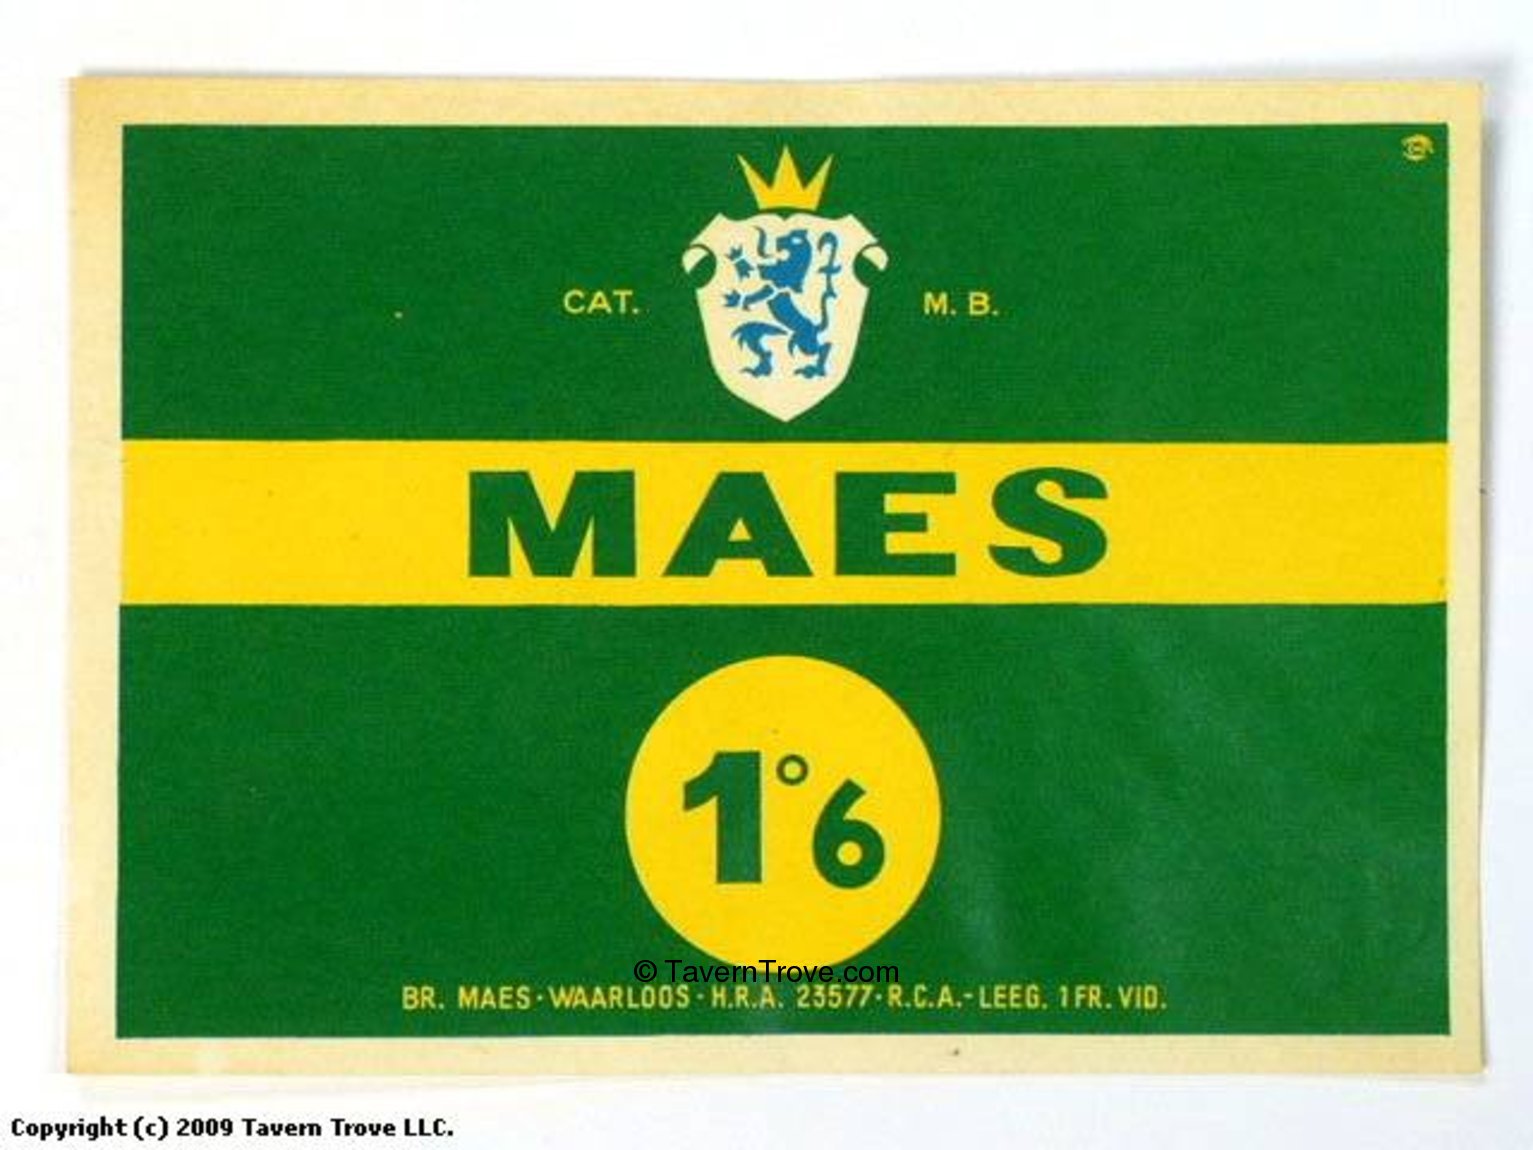 CAT. M. B.
MAES
1°6
© TavernTrove.com
BR. MAES·WAARLOOS·H.R.A. 23577·R.C.A.-LEEG. 1 FR. VID.
Copyright (c) 2009 Tavern Trove LLC.